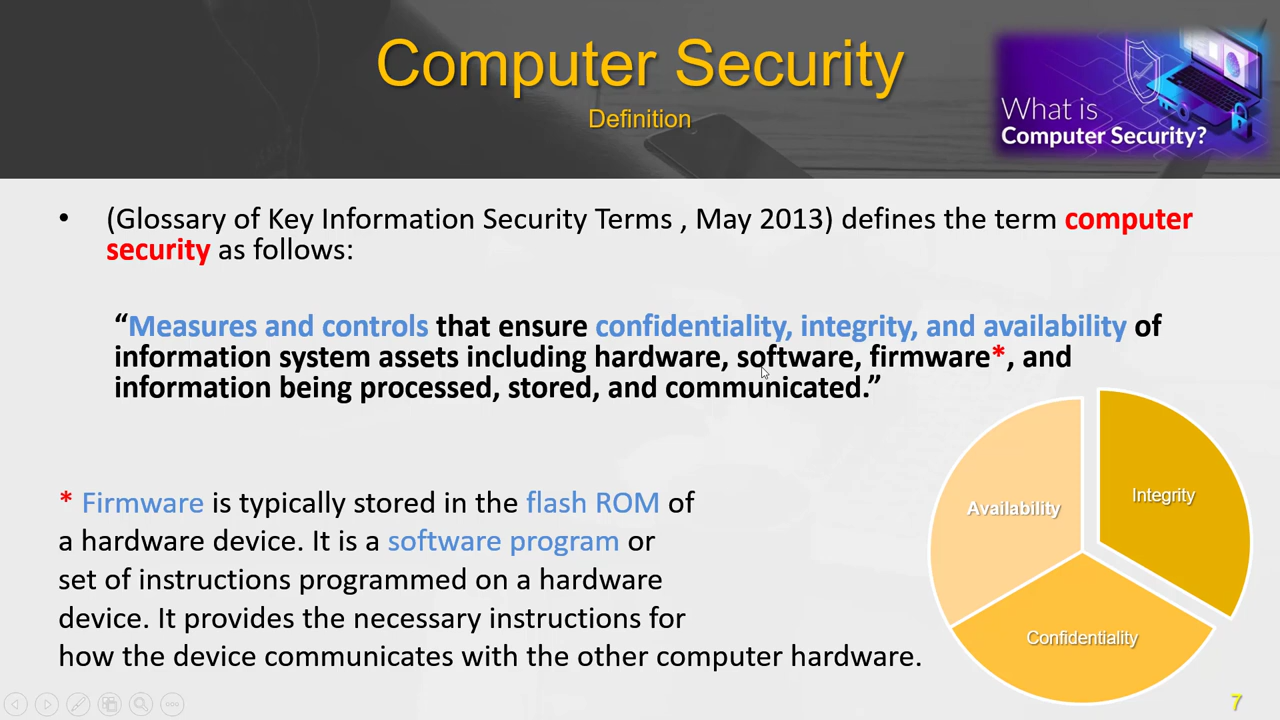 Computer Security
Definition
What is
Computer Security?
• (Glossary of Key Information Security Terms , May 2013) defines the term computer
security as follows:
“Measures and controls that ensure confidentiality, integrity, and availability of
information system assets including hardware, software, firmware*, and
information being processed, stored, and communicated.”
* Firmware is typically stored in the flash ROM of
a hardware device. It is a software program or
set of instructions programmed on a hardware
device. It provides the necessary instructions for
how the device communicates with the other computer hardware.
Availability
Integrity
Confidentiality
7